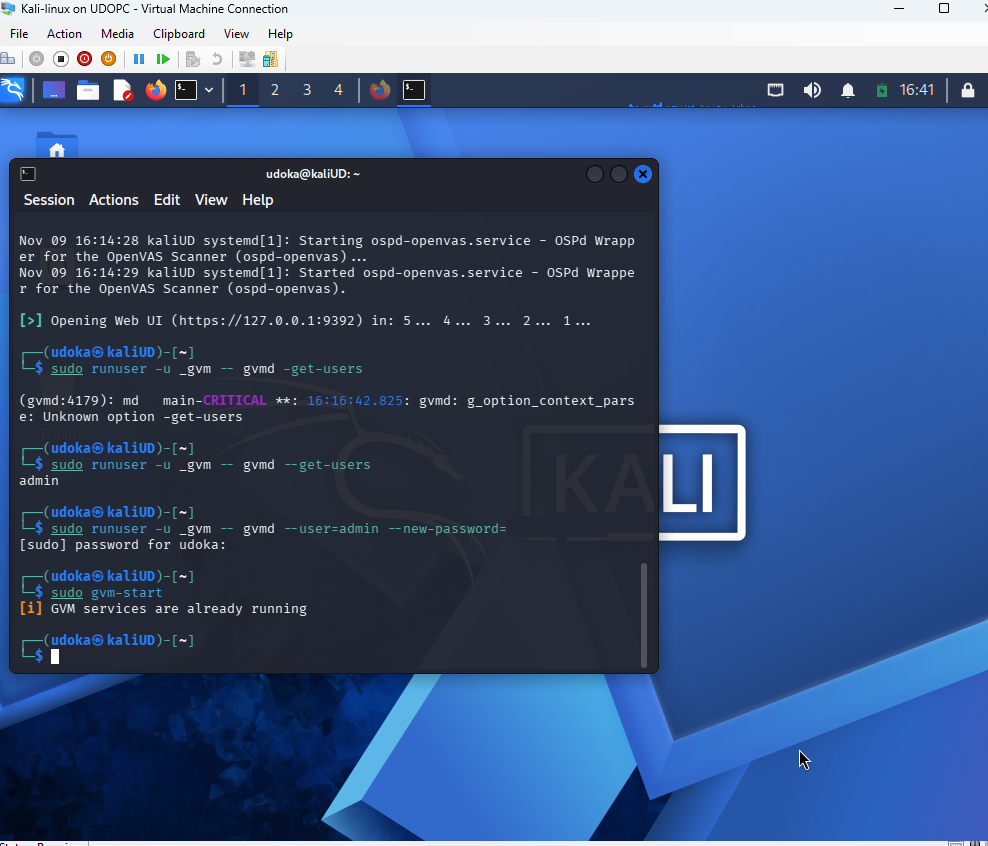 Kali-linux on UDOPC - Virtual Machine Connection
File Action Media Clipboard View Help
1 2 3 4 16:41
udoka@kaliUD: ~
Session Actions Edit View Help
Nov 09 16:14:28 kaliUD systemd[1]: Starting ospd-openvas.service - OSPd Wrapp
er for the OpenVAS Scanner (ospd-openvas)...
Nov 09 16:14:29 kaliUD systemd[1]: Started ospd-openvas.service - OSPd Wrappe
r for the OpenVAS Scanner (ospd-openvas).
[>] Opening Web UI (https://127.0.0.1:9392) in: 5... 4... 3... 2... 1...
┌──(udoka㉿kaliUD)-[~]
└─$ sudo runuser -u _gvm -- gvmd -get-users
(gvmd:4179): md   main-CRITICAL **: 16:16:42.825: gvmd: g_option_context_pars
e: Unknown option -get-users
┌──(udoka㉿kaliUD)-[~]
└─$ sudo runuser -u _gvm -- gvmd --get-users
admin
┌──(udoka㉿kaliUD)-[~]
└─$ sudo runuser -u _gvm -- gvmd --user=admin --new-password=
[sudo] password for udoka:
┌──(udoka㉿kaliUD)-[~]
└─$ sudo gvm-start
[i] GVM services are already running
┌──(udoka㉿kaliUD)-[~]
└─$
KALI